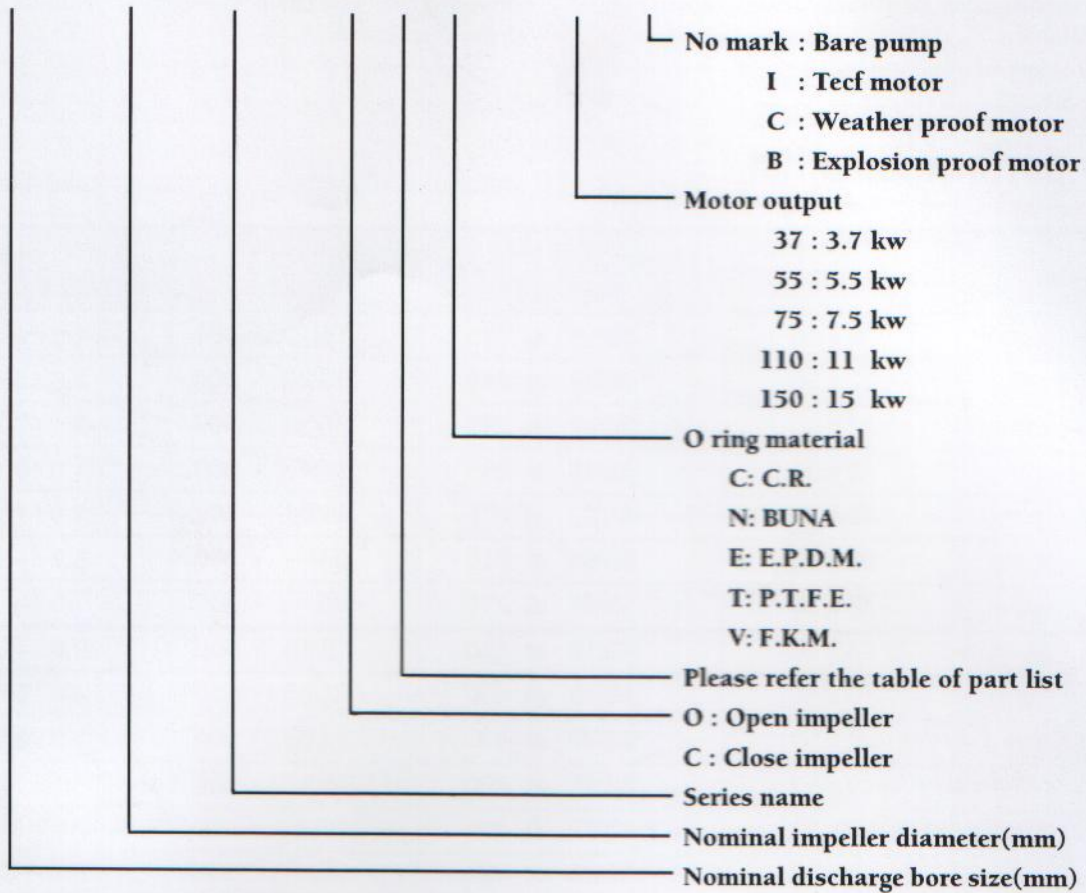 No mark : Bare pump
I : Tecf motor
C : Weather proof motor
B : Explosion proof motor
Motor output
37 : 3.7 kw
55 : 5.5 kw
75 : 7.5 kw
110 : 11 kw
150 : 15 kw
O ring material
C: C.R.
N: BUNA
E: E.P.D.M.
T: P.T.F.E.
V: F.K.M.
Please refer the table of part list
O : Open impeller
C : Close impeller
Series name
Nominal impeller diameter(mm)
Nominal discharge bore size(mm)